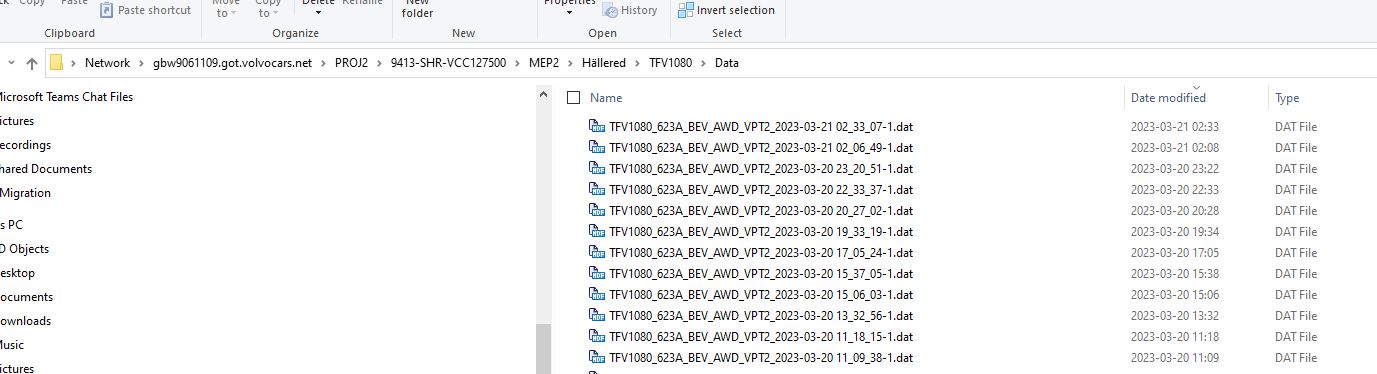 Copy Paste Paste shortcut Move to Copy to Delete Rename New folder Properties Open History Invert selection
Clipboard Organize New Open Select
Network gbw9061109.got.volvocars.net PROJ2 9413-SHR-VCC127500 MEP2 Hällered TFV1080 Data
Microsoft Teams Chat Files
ictures
ecordings
hared Documents
Migration
s PC
D Objects
esktop
ocuments
ownloads
Music
ictures
Name Date modified Type
TFV1080_623A_BEV_AWD_VPT2_2023-03-21 02_33_07-1.dat 2023-03-21 02:33 DAT File
TFV1080_623A_BEV_AWD_VPT2_2023-03-21 02_06_49-1.dat 2023-03-21 02:08 DAT File
TFV1080_623A_BEV_AWD_VPT2_2023-03-20 23_20_51-1.dat 2023-03-20 23:22 DAT File
TFV1080_623A_BEV_AWD_VPT2_2023-03-20 22_33_37-1.dat 2023-03-20 22:33 DAT File
TFV1080_623A_BEV_AWD_VPT2_2023-03-20 20_27_02-1.dat 2023-03-20 20:28 DAT File
TFV1080_623A_BEV_AWD_VPT2_2023-03-20 19_33_19-1.dat 2023-03-20 19:34 DAT File
TFV1080_623A_BEV_AWD_VPT2_2023-03-20 17_05_24-1.dat 2023-03-20 17:05 DAT File
TFV1080_623A_BEV_AWD_VPT2_2023-03-20 15_37_05-1.dat 2023-03-20 15:38 DAT File
TFV1080_623A_BEV_AWD_VPT2_2023-03-20 15_06_03-1.dat 2023-03-20 15:06 DAT File
TFV1080_623A_BEV_AWD_VPT2_2023-03-20 13_32_56-1.dat 2023-03-20 13:32 DAT File
TFV1080_623A_BEV_AWD_VPT2_2023-03-20 11_18_15-1.dat 2023-03-20 11:18 DAT File
TFV1080_623A_BEV_AWD_VPT2_2023-03-20 11_09_38-1.dat 2023-03-20 11:09 DAT File